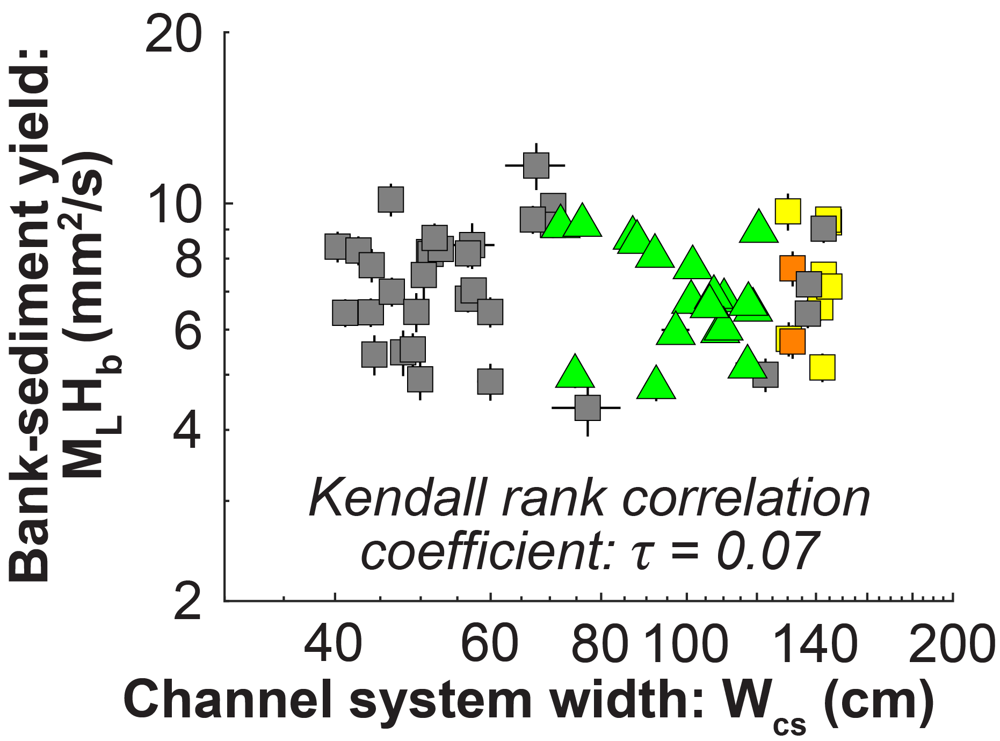 Bank-sediment yield:
M_L H_b (mm²/s)
20
10
8
6
4
2
Kendall rank correlation
coefficient: τ = 0.07
40 60 80 100 140 200
Channel system width: W_cs (cm)